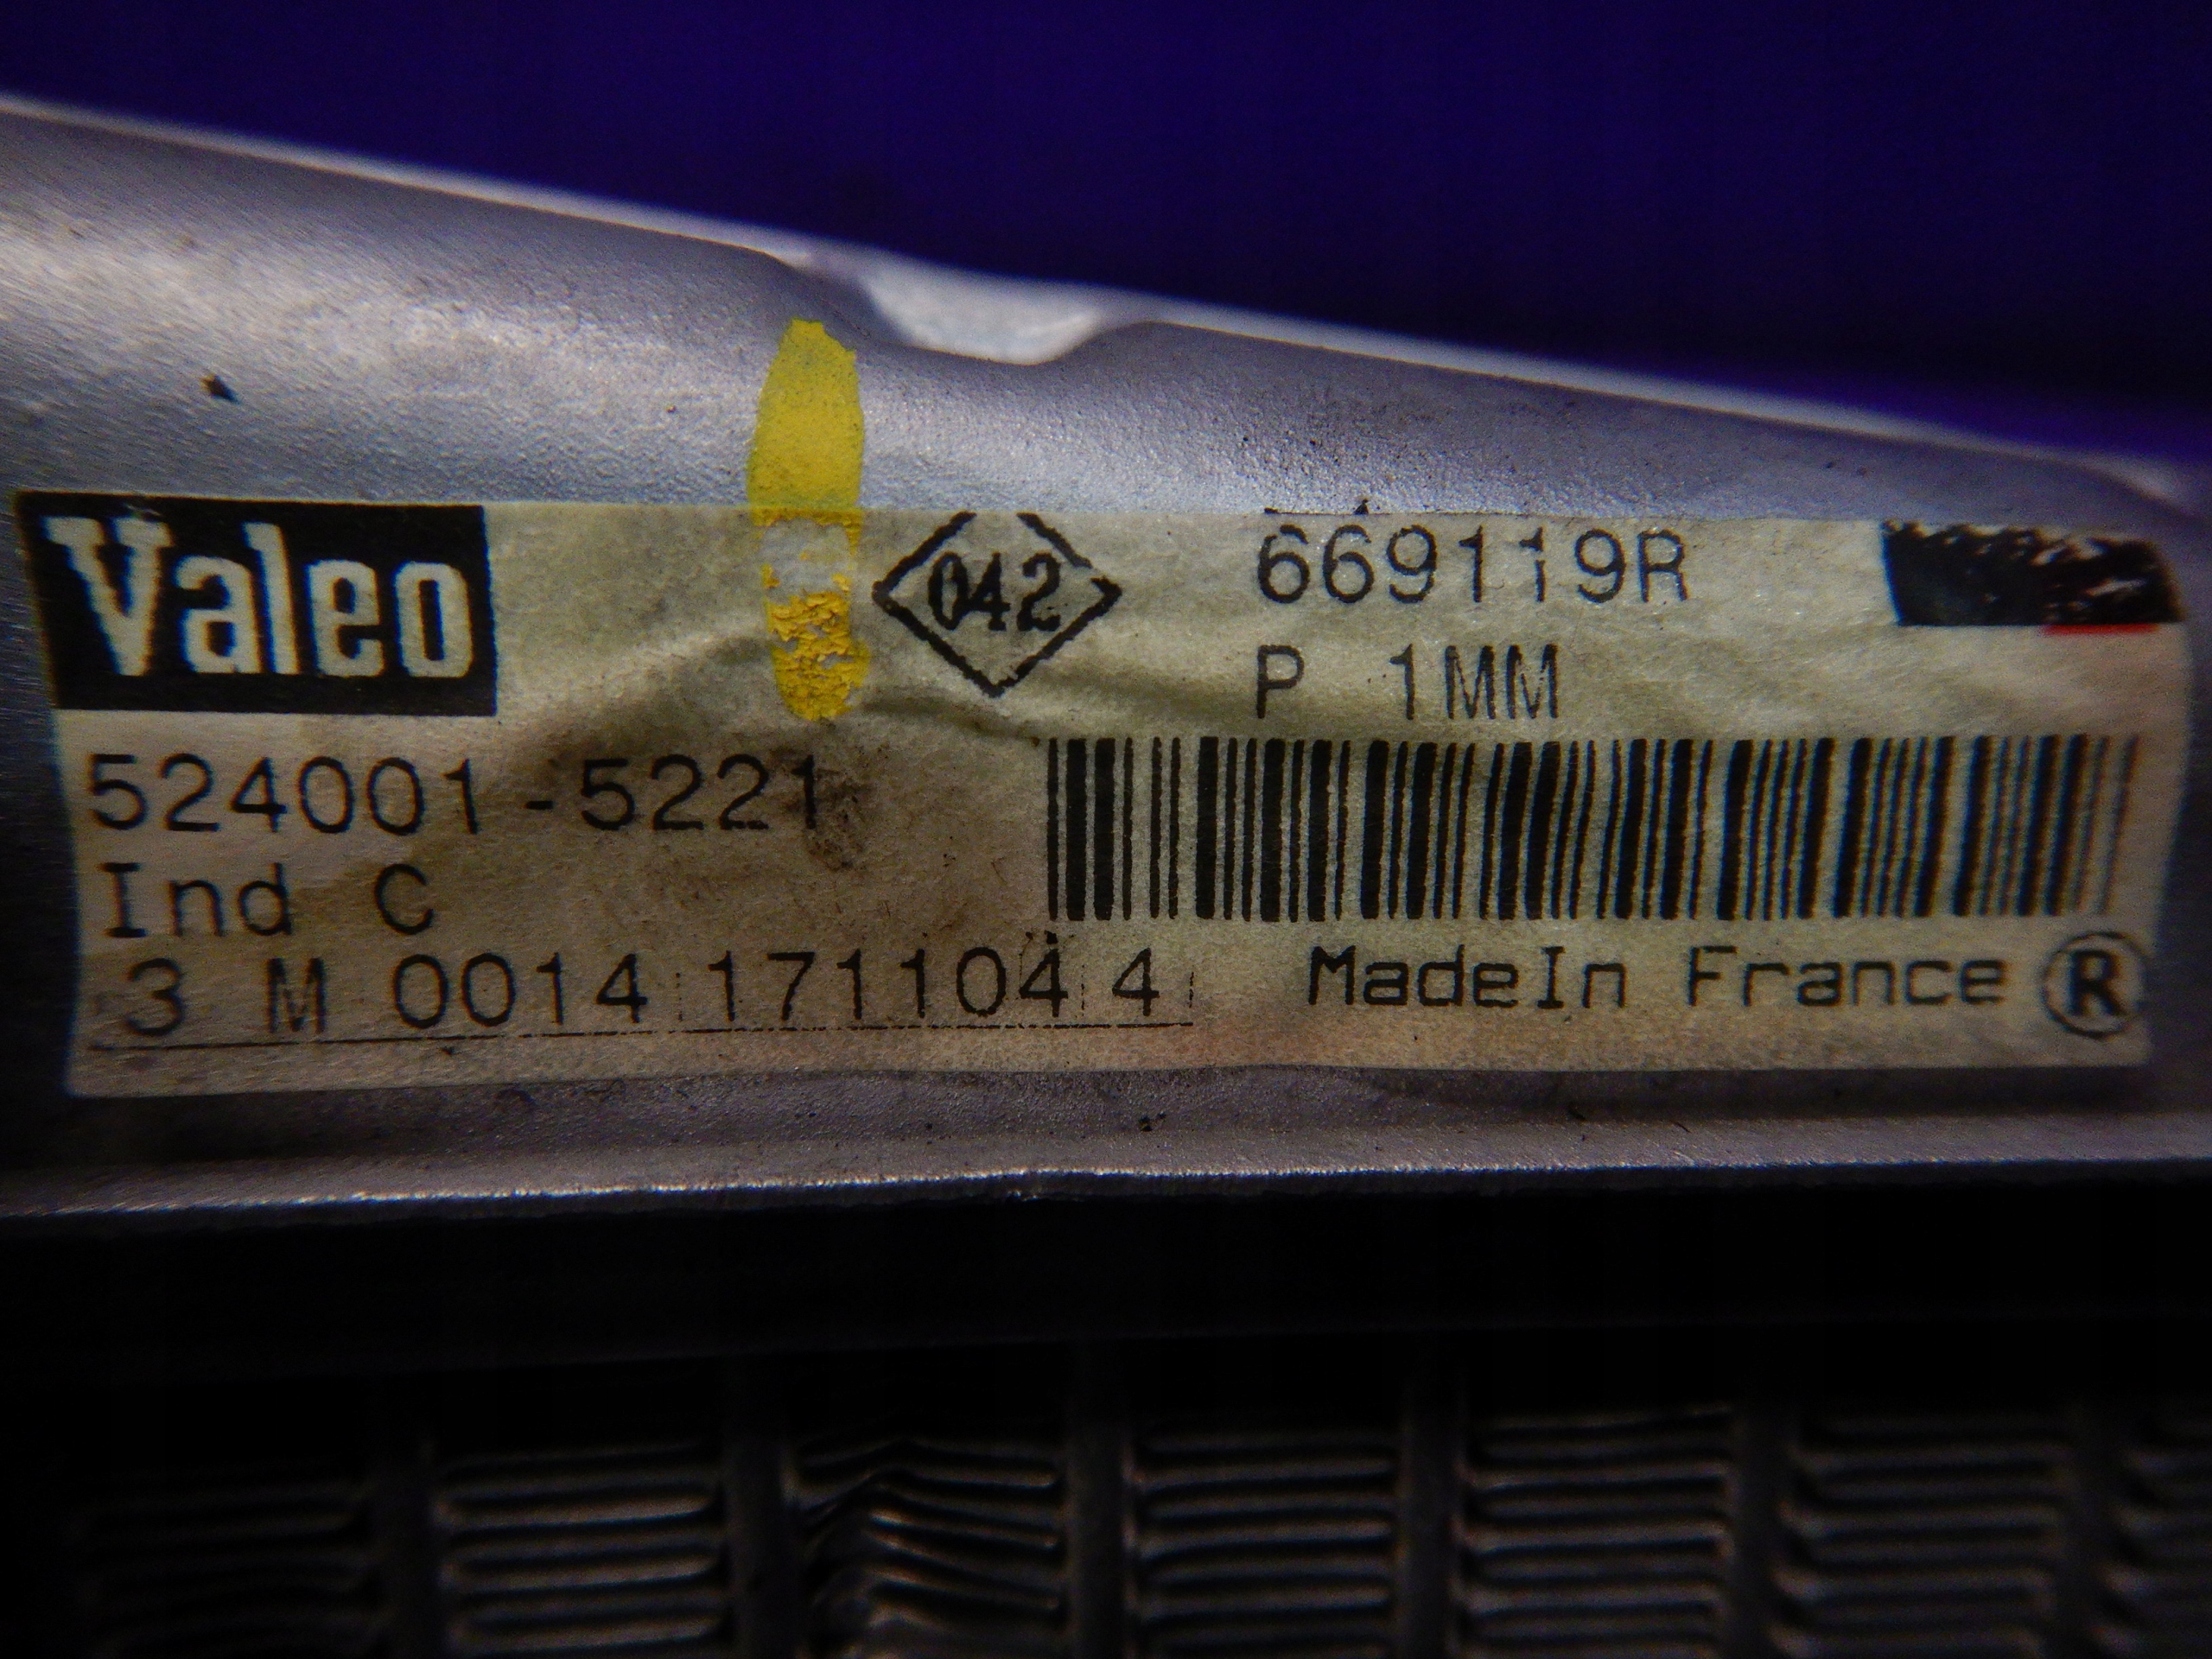 Valeo
042
669119R
P 1MM
524001-5221
Ind C
3 M 0014 171104 4
MadeIn France ®